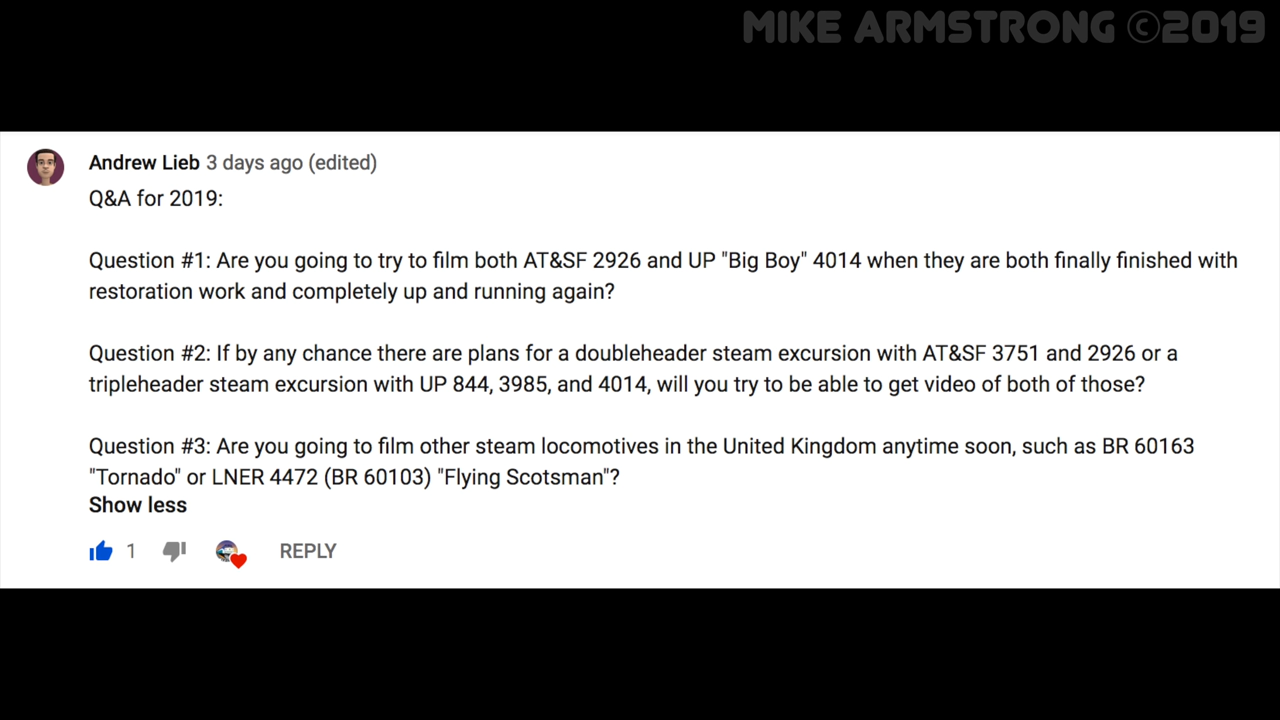 MIKE ARMSTRONG ©2019
Andrew Lieb 3 days ago (edited)
Q&A for 2019:
Question #1: Are you going to try to film both AT&SF 2926 and UP "Big Boy" 4014 when they are both finally finished with
restoration work and completely up and running again?
Question #2: If by any chance there are plans for a doubleheader steam excursion with AT&SF 3751 and 2926 or a
tripleheader steam excursion with UP 844, 3985, and 4014, will you try to be able to get video of both of those?
Question #3: Are you going to film other steam locomotives in the United Kingdom anytime soon, such as BR 60163
"Tornado" or LNER 4472 (BR 60103) "Flying Scotsman"?
Show less
1 REPLY